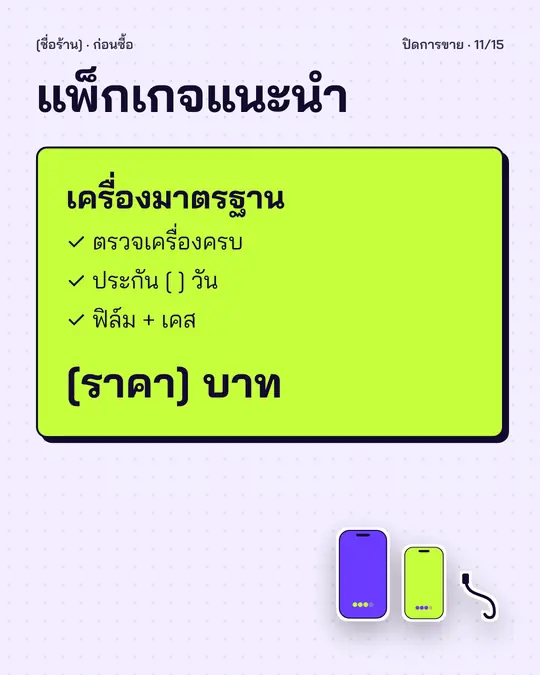 [ชื่อร้าน] · ก่อนซื้อ
ปิดการขาย · 11/15
แพ็กเกจแนะนำ
เครื่องมาตรฐาน
✓ ตรวจเครื่องครบ
✓ ประกัน [ ] วัน
✓ ฟิล์ม + เคส
[ราคา] บาท